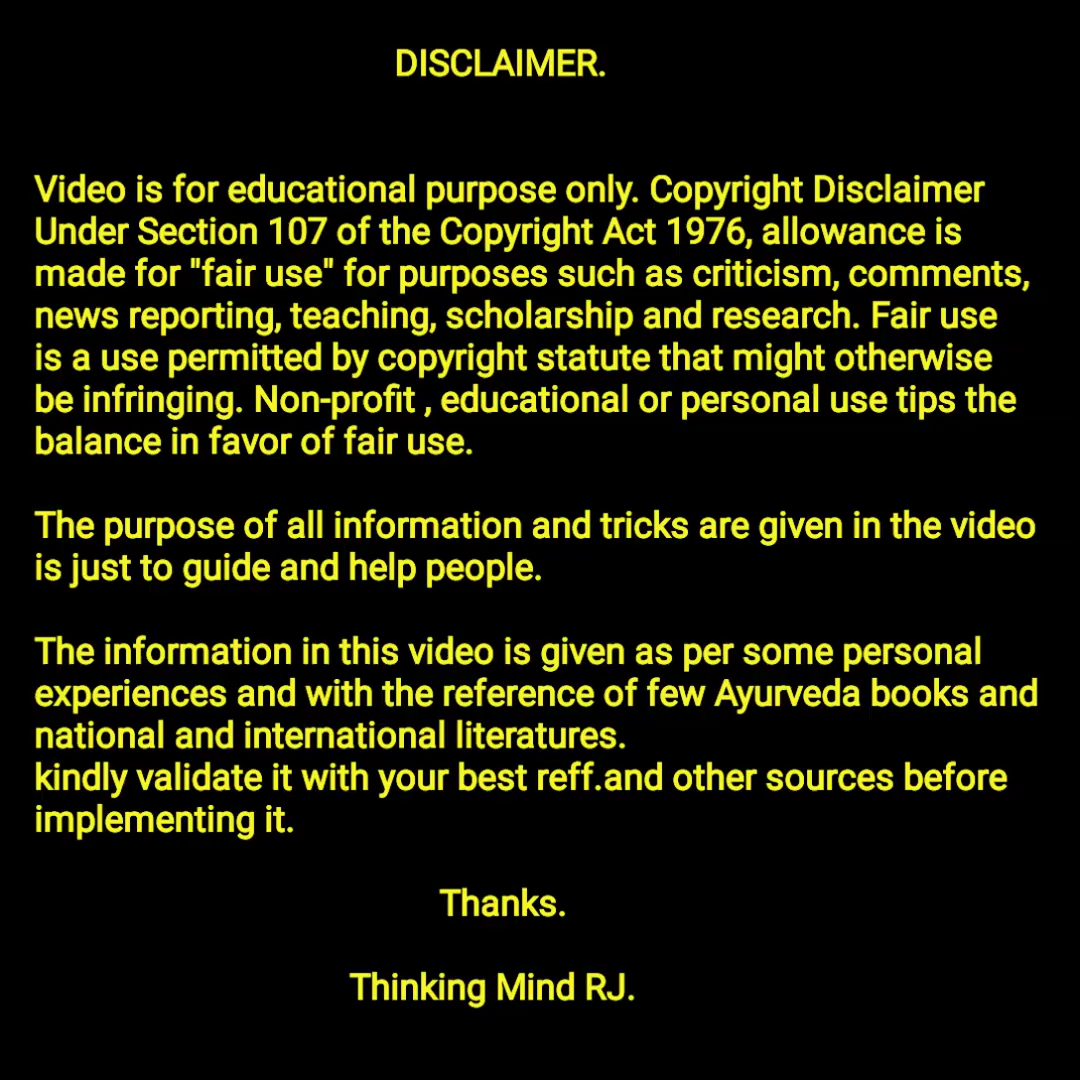 DISCLAIMER.
Video is for educational purpose only. Copyright Disclaimer
Under Section 107 of the Copyright Act 1976, allowance is
made for "fair use" for purposes such as criticism, comments,
news reporting, teaching, scholarship and research. Fair use
is a use permitted by copyright statute that might otherwise
be infringing. Non-profit , educational or personal use tips the
balance in favor of fair use.
The purpose of all information and tricks are given in the video
is just to guide and help people.
The information in this video is given as per some personal
experiences and with the reference of few Ayurveda books and
national and international literatures.
kindly validate it with your best reff.and other sources before
implementing it.
Thanks.
Thinking Mind RJ.